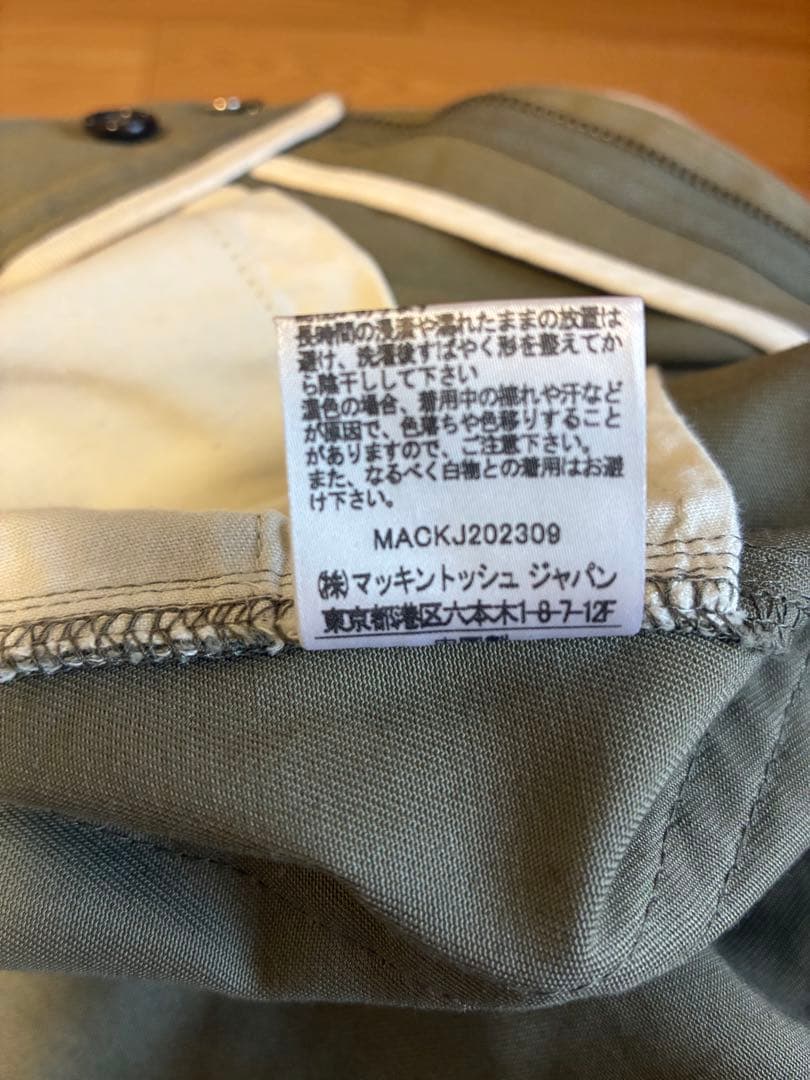 長時間の浸漬や濡れたままの放置は
避け、洗濯後すばやく形を整えてか
ら陰干しして下さい
濃色の場合、着用中の擦れや汗など
が原因で、色落ちや色移りすること
がありますので、ご注意下さい。
また、なるべく白物との着用はお避
け下さい。
MACKJ202309
(株)マッキントッシュ ジャパン
東京都港区六本木1-8-7-12F